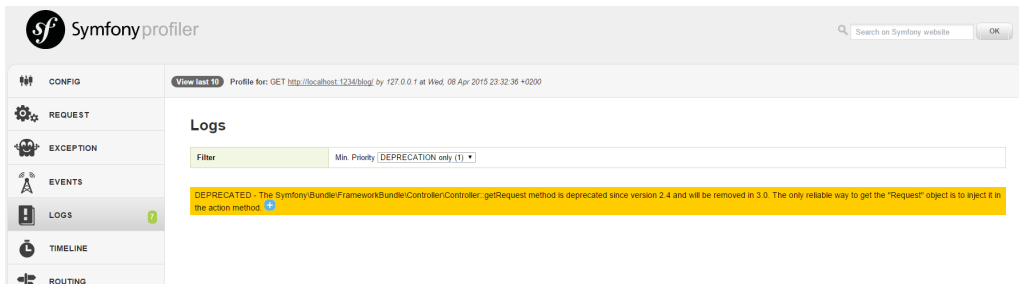 sf Symfony profiler
Search on Symfony website OK
CONFIG
View last 10 Profile for: GET http://localhost:1234/blog/ by 127.0.0.1 at Wed, 08 Apr 2015 23:32:36 +0200
REQUEST
Logs
EXCEPTION
Filter Min. Priority DEPRECATION only (1)
EVENTS
DEPRECATED - The Symfony\Bundle\FrameworkBundle\Controller\Controller::getRequest method is deprecated since version 2.4 and will be removed in 3.0. The only reliable way to get the "Request" object is to inject it in
the action method.
LOGS 7
TIMELINE
ROUTING